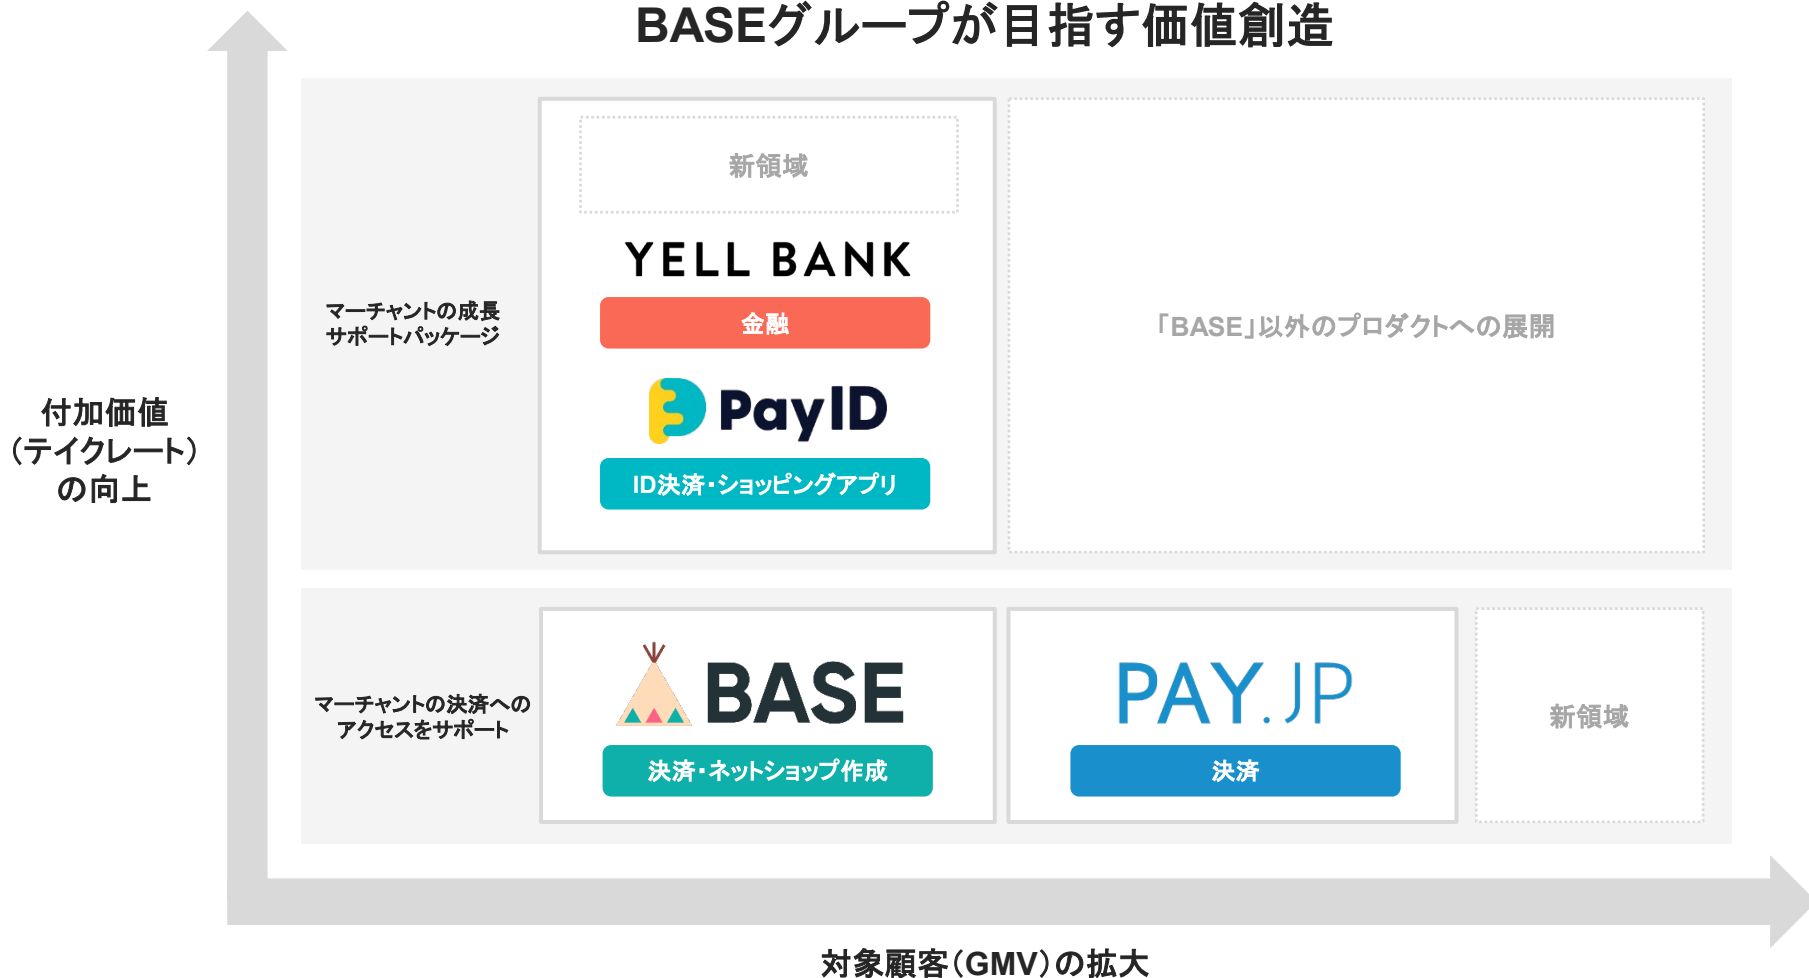 BASEグループが目指す価値創造
新領域
YELL BANK
金融
マーチャントの成長
サポートパッケージ
「BASE」以外のプロダクトへの展開
Pay ID
ID決済・ショッピングアプリ
付加価値
（テイクレート）
の向上
マーチャントの決済への
アクセスをサポート
BASE
決済・ネットショップ作成
PAY.JP
決済
新領域
対象顧客（GMV）の拡大